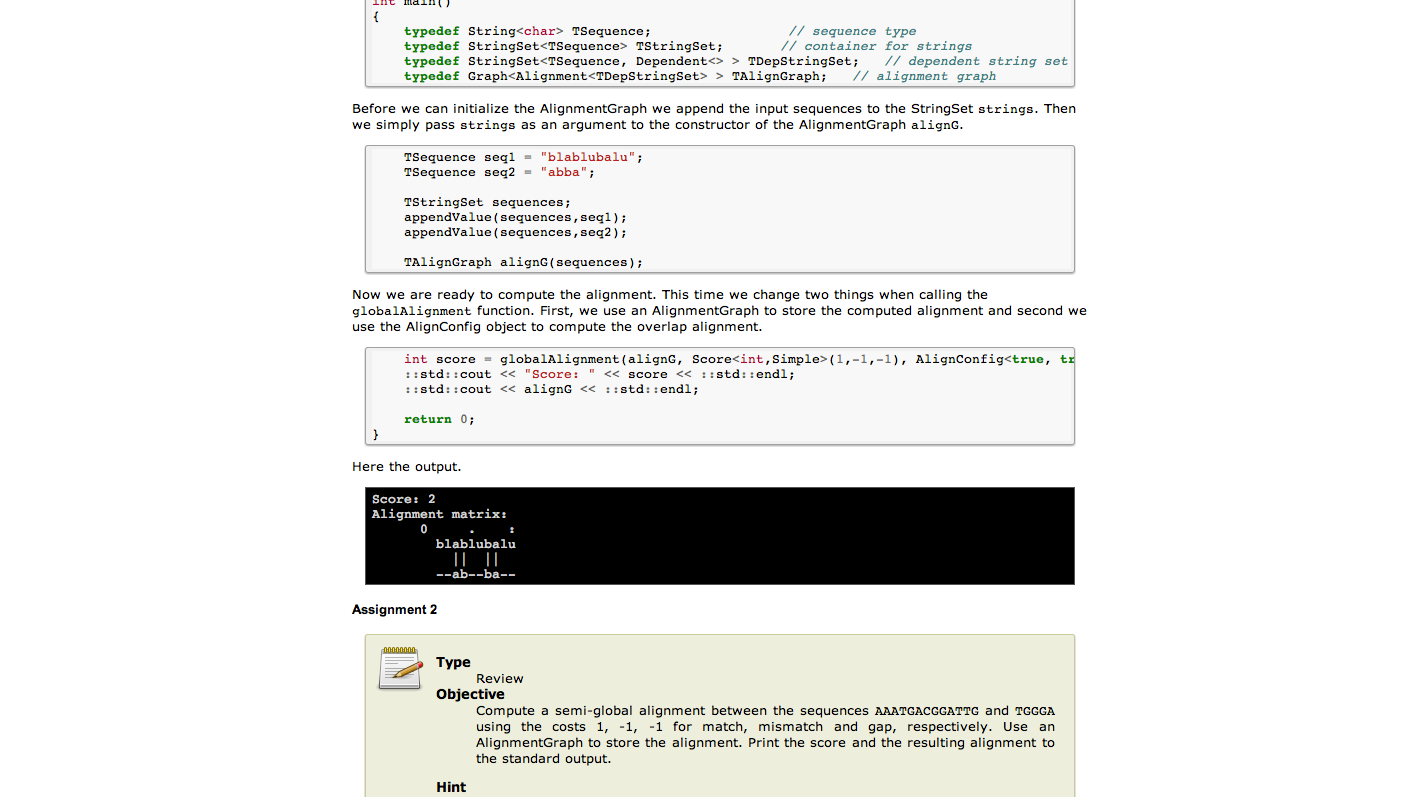 int main()
{
    typedef String<char> TSequence;                 // sequence type
    typedef StringSet<TSequence> TStringSet;       // container for strings
    typedef StringSet<TSequence, Dependent<> > TDepStringSet;   // dependent string set
    typedef Graph<Alignment<TDepStringSet> > TAlignGraph;   // alignment graph
Before we can initialize the AlignmentGraph we append the input sequences to the StringSet strings. Then
we simply pass strings as an argument to the constructor of the AlignmentGraph alignG.
    TSequence seq1 = "blablubalu";
    TSequence seq2 = "abba";
    TStringSet sequences;
    appendValue(sequences,seq1);
    appendValue(sequences,seq2);
    TAlignGraph alignG(sequences);
Now we are ready to compute the alignment. This time we change two things when calling the
globalAlignment function. First, we use an AlignmentGraph to store the computed alignment and second we
use the AlignConfig object to compute the overlap alignment.
    int score = globalAlignment(alignG, Score<int,Simple>(1,-1,-1), AlignConfig<true, tr
    ::std::cout << "Score: " << score << ::std::endl;
    ::std::cout << alignG << ::std::endl;
    return 0;
}
Here the output.
Score: 2
Alignment matrix:
      0     .    :
        blablubalu
          ||  ||
        --ab--ba--
Assignment 2
Type
Review
Objective
Compute a semi-global alignment between the sequences AAATGACGGATTG and TGGGA
using the costs 1, -1, -1 for match, mismatch and gap, respectively. Use an
AlignmentGraph to store the alignment. Print the score and the resulting alignment to
the standard output.
Hint